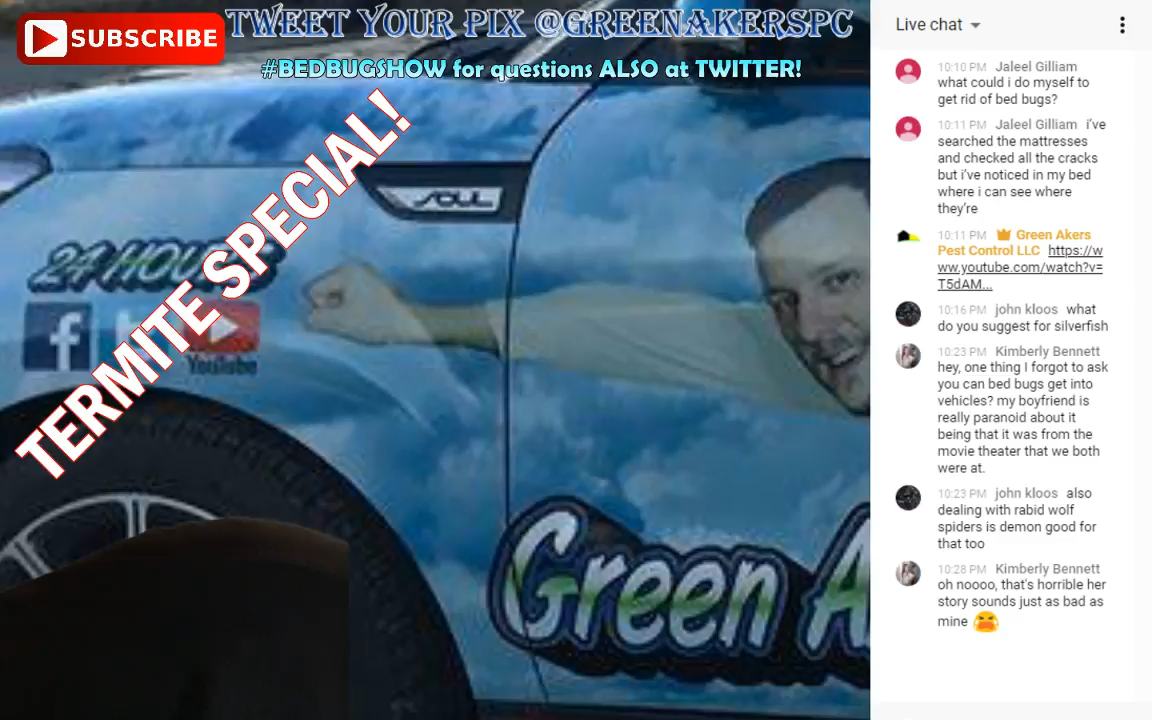 SUBSCRIBE
TWEET YOUR PIX @GREENAKERSPC
#BEDBUGSHOW for questions ALSO at TWITTER!
TERMITE SPECIAL!
SOUL
24 HOURS
f
Youtube
Green A
Live chat
10:10 PM Jaleel Gilliam
what could i do myself to
get rid of bed bugs?
10:11 PM Jaleel Gilliam i've
searched the mattresses
and checked all the cracks
but i've noticed in my bed
where i can see where
they're
10:11 PM Green Akers
Pest Control LLC https://w
ww.youtube.com/watch?v=
T5dAM...
10:16 PM john kloos what
do you suggest for silverfish
10:23 PM Kimberly Bennett
hey, one thing I forgot to ask
you can bed bugs get into
vehicles? my boyfriend is
really paranoid about it
being that it was from the
movie theater that we both
were at.
10:23 PM john kloos also
dealing with rabid wolf
spiders is demon good for
that too
10:28 PM Kimberly Bennett
oh noooo, that's horrible her
story sounds just as bad as
mine